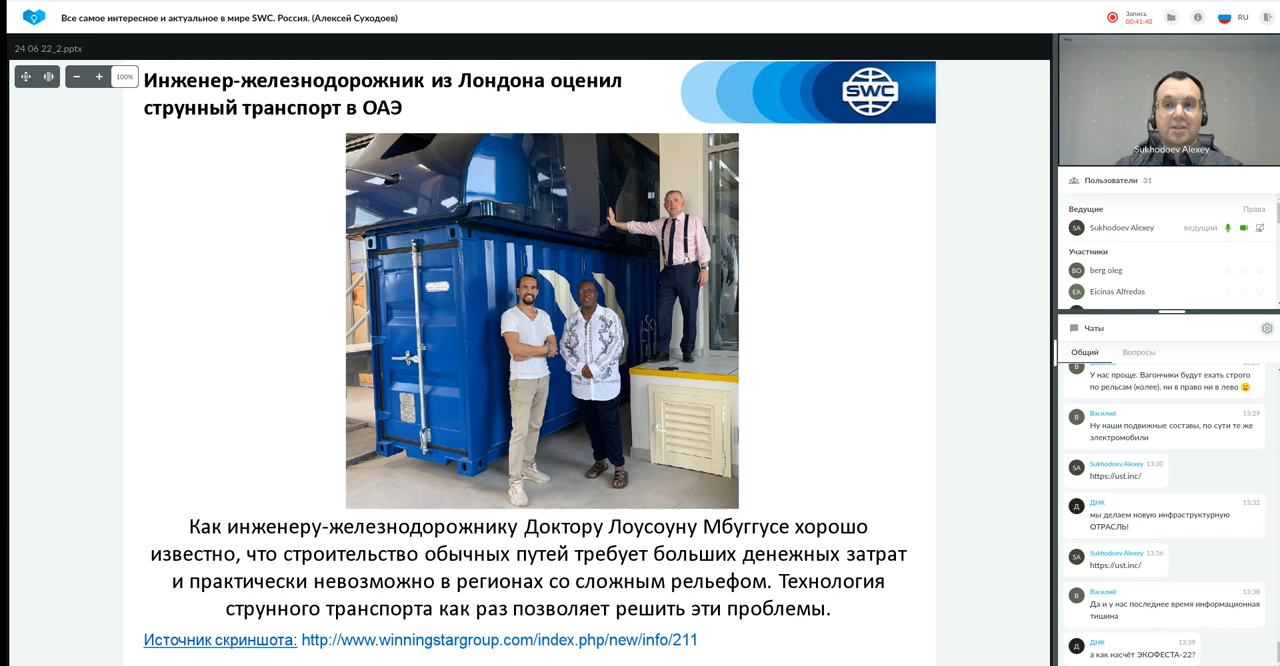 Все самое интересное и актуальное в мире SWC. Россия. (Алексей Суходоев)
Запись
00:41:40
RU
24 06 22_2.pptx
100%
Инженер-железнодорожник из Лондона оценил
струнный транспорт в ОАЭ
SWC
Как инженеру-железнодорожнику Доктору Лоусоуну Мбуггусе хорошо
известно, что строительство обычных путей требует больших денежных затрат
и практически невозможно в регионах со сложным рельефом. Технология
струнного транспорта как раз позволяет решить эти проблемы.
Источник скриншота: http://www.winningstargroup.com/index.php/new/info/211
Sukhodoev Alexey
Пользователи 31
Ведущие Права
SA Sukhodoev Alexey ведущий
Участники
BO berg oleg
EA Eicinas Alfredas
Чаты
Общий Вопросы
В
У нас проще. Вагончики будут ехать строго
по рельсам (колее), ни в право ни в лево
В Василий 13:29
Ну наши подвижные составы, по сути те же
электромобили
SA Sukhodoev Alexey 13:30
https://ust.inc/
Д ДНК 13:32
мы делаем новую инфраструктурную
ОТРАСЛЬ!
SA Sukhodoev Alexey 13:36
https://ust.inc/
В Василий 13:38
Да и у нас последнее время информационная
тишина
Д ДНК 13:39
а как насчёт ЭКОФЕСТА-22?